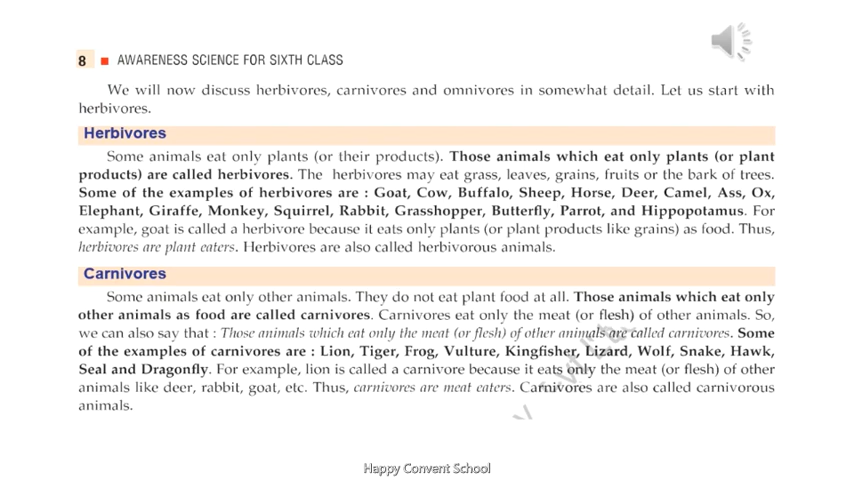 8 ■ AWARENESS SCIENCE FOR SIXTH CLASS
We will now discuss herbivores, carnivores and omnivores in somewhat detail. Let us start with
herbivores.
Herbivores
Some animals eat only plants (or their products). Those animals which eat only plants (or plant
products) are called herbivores. The herbivores may eat grass, leaves, grains, fruits or the bark of trees.
Some of the examples of herbivores are : Goat, Cow, Buffalo, Sheep, Horse, Deer, Camel, Ass, Ox,
Elephant, Giraffe, Monkey, Squirrel, Rabbit, Grasshopper, Butterfly, Parrot, and Hippopotamus. For
example, goat is called a herbivore because it eats only plants (or plant products like grains) as food. Thus,
herbivores are plant eaters. Herbivores are also called herbivorous animals.
Carnivores
Some animals eat only other animals. They do not eat plant food at all. Those animals which eat only
other animals as food are called carnivores. Carnivores eat only the meat (or flesh) of other animals. So,
we can also say that : Those animals which eat only the meat (or flesh) of other animals are called carnivores. Some
of the examples of carnivores are : Lion, Tiger, Frog, Vulture, Kingfisher, Lizard, Wolf, Snake, Hawk,
Seal and Dragonfly. For example, lion is called a carnivore because it eats only the meat (or flesh) of other
animals like deer, rabbit, goat, etc. Thus, carnivores are meat eaters. Carnivores are also called carnivorous
animals.
Happy Convent School